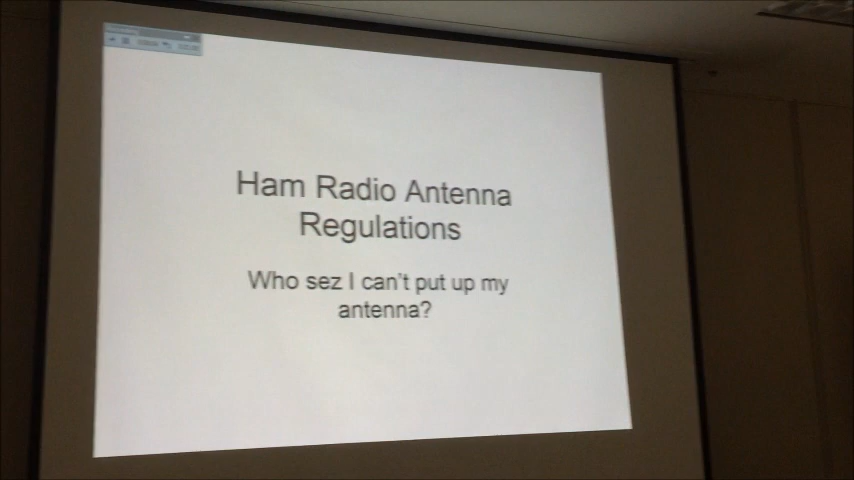 Ham Radio Antenna
Regulations
Who sez I can't put up my
antenna?